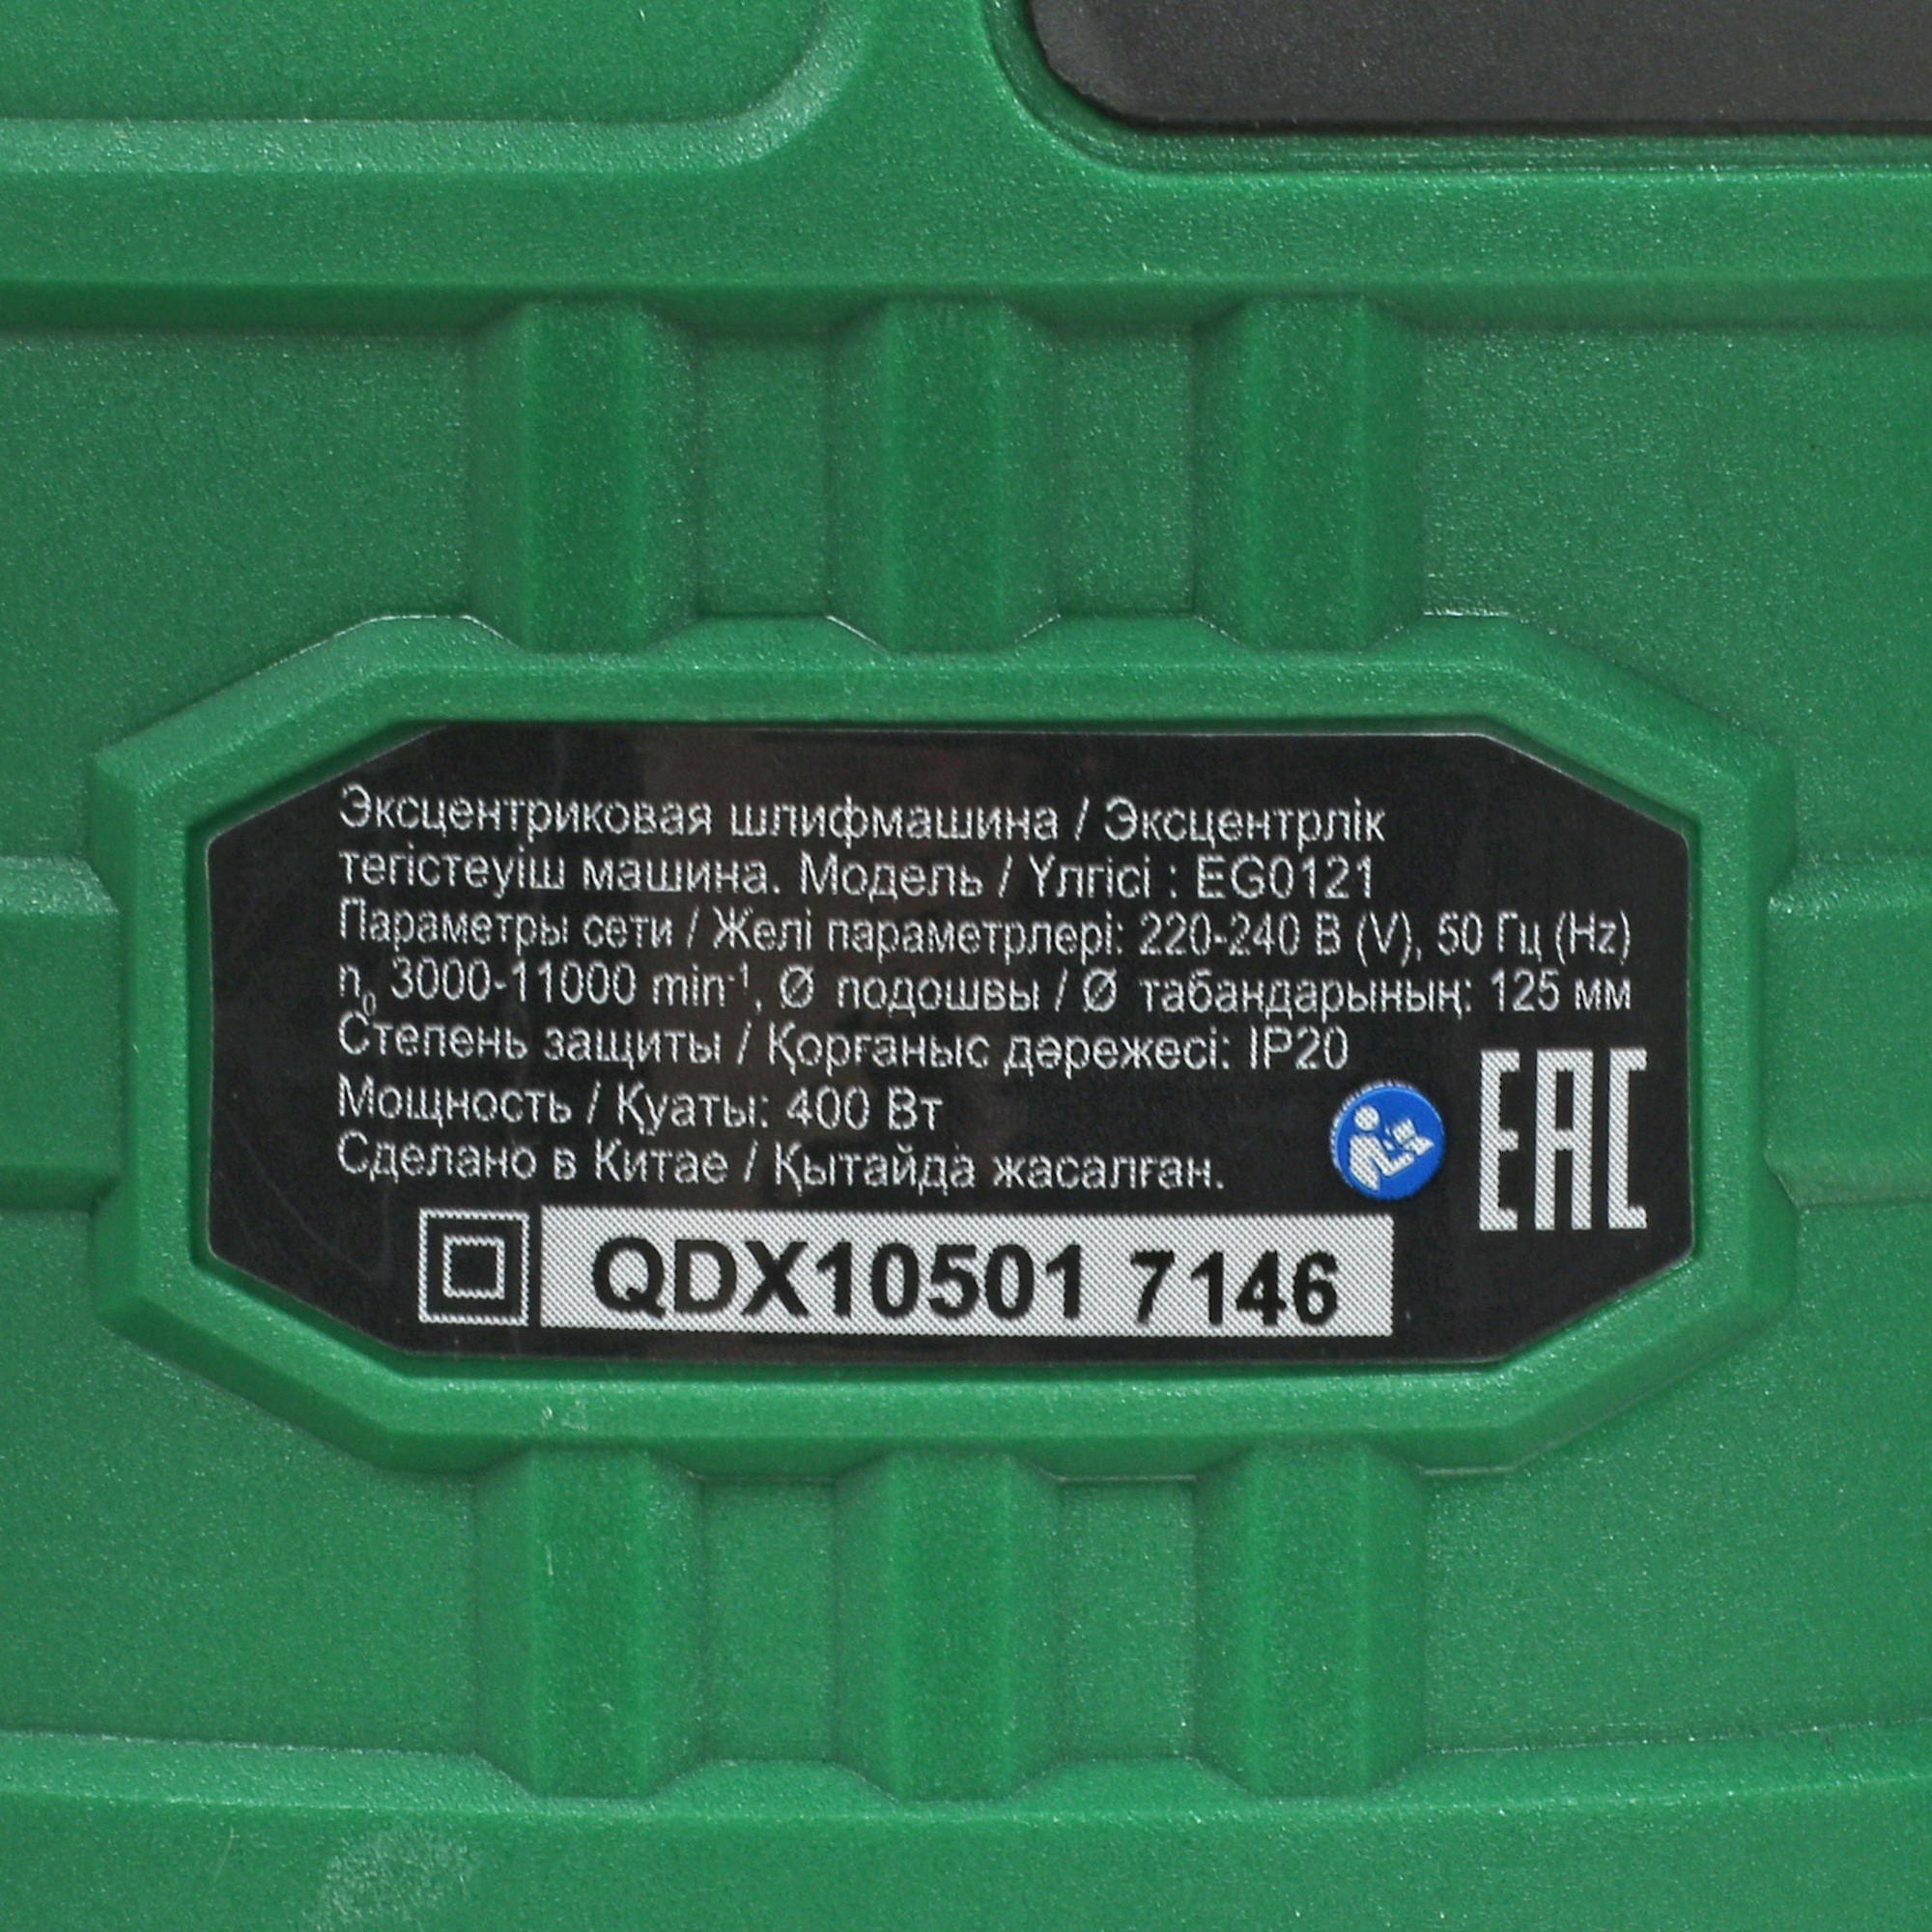 Эксцентриковая шлифмашина / Эксцентрлік
тегістеуіш машина. Модель / Үлгісі : EG0121
Параметры сети / Желі параметрлері: 220-240 В (V), 50 Гц (Hz)
n₀ 3000-11000 min⁻¹, Ø подошвы / Ø табандарының: 125 мм
Степень защиты / Қорғаныс дәрежесі: IP20
Мощность / Қуаты: 400 Вт
Сделано в Китае / Қытайда жасалған.
EAC
QDX10501 7146